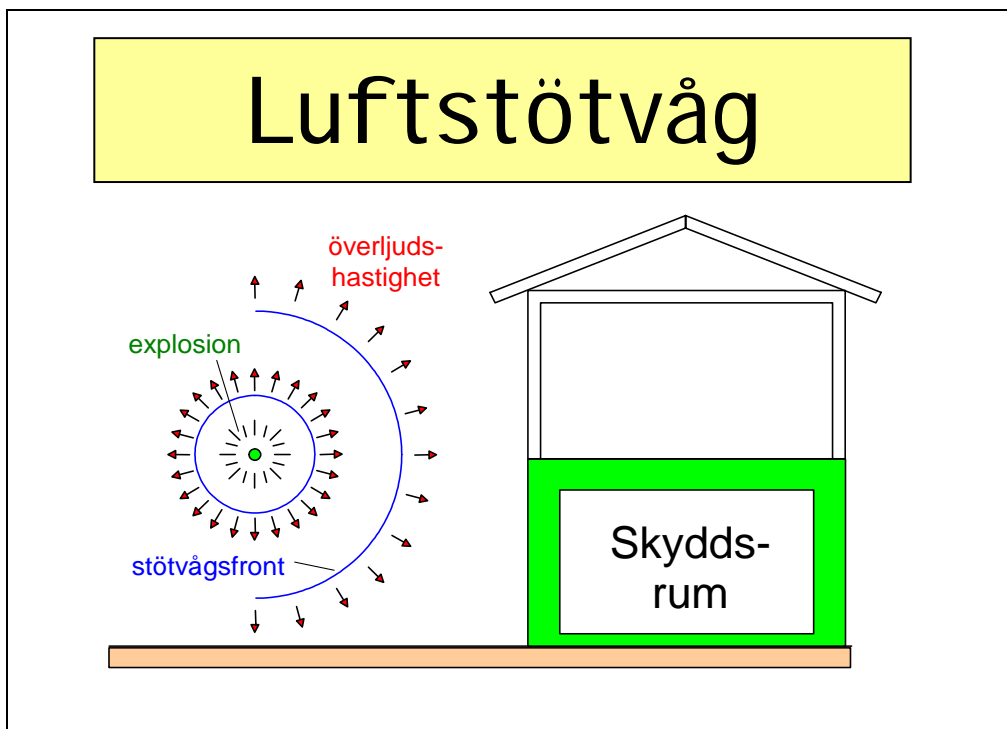 Luftstötvåg
överljuds-
hastighet
explosion
stötvågsfront
Skydds-
rum